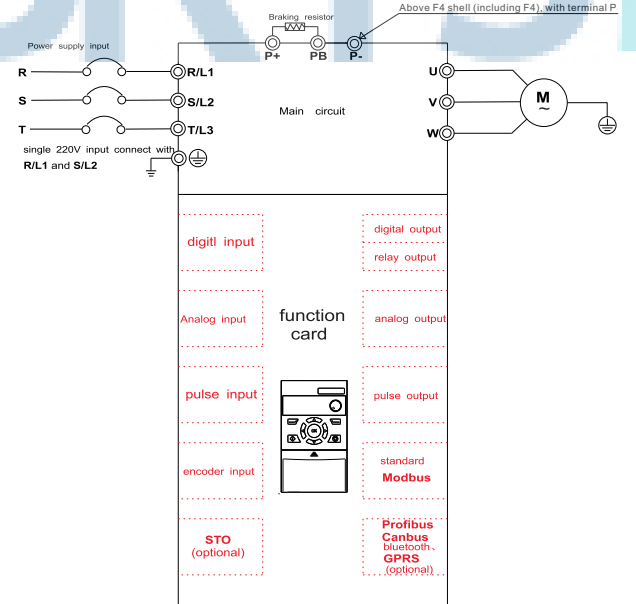 Above F4 shell (including F4), with terminal P
Braking resistor
Power supply input
P+ PB P-
R R/L1 U
S S/L2 V M
~
T T/L3 W
Main circuit
single 220V input connect with
R/L1 and S/L2
digitl input
digital output
relay output
Analog input
function
card
analog output
pulse input
pulse output
OK
encoder input
standard
Modbus
STO
(optional)
Profibus
Canbus
bluetooth、
GPRS
(optional)